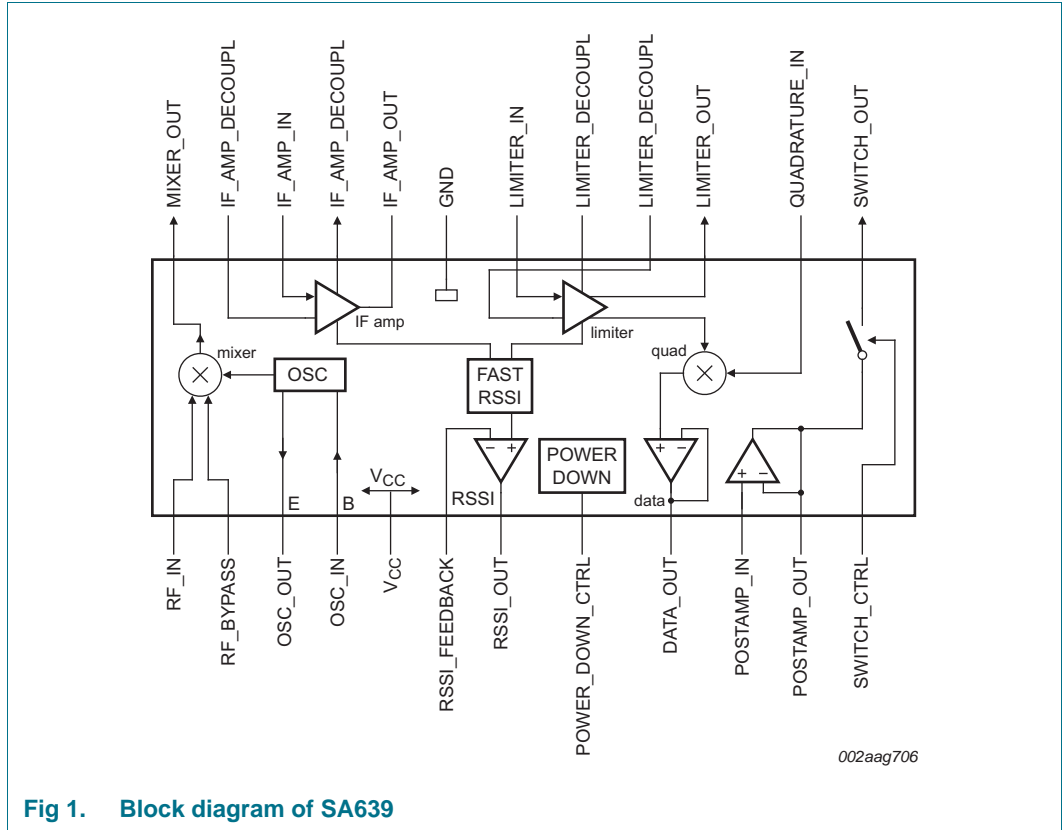 MIXER_OUT
IF_AMP_DECOUPL
IF_AMP_IN
IF_AMP_DECOUPL
IF_AMP_OUT
GND
LIMITER_IN
LIMITER_DECOUPL
LIMITER_DECOUPL
LIMITER_OUT
QUADRATURE_IN
SWITCH_OUT
IF amp
limiter
mixer
OSC
FAST
RSSI
quad
POWER
DOWN
− +
RSSI
data
− +
+ −
E
B
VCC
RF_IN
RF_BYPASS
OSC_OUT
OSC_IN
VCC
RSSI_FEEDBACK
RSSI_OUT
POWER_DOWN_CTRL
DATA_OUT
POSTAMP_IN
POSTAMP_OUT
SWITCH_CTRL
002aag706
Fig 1. Block diagram of SA639